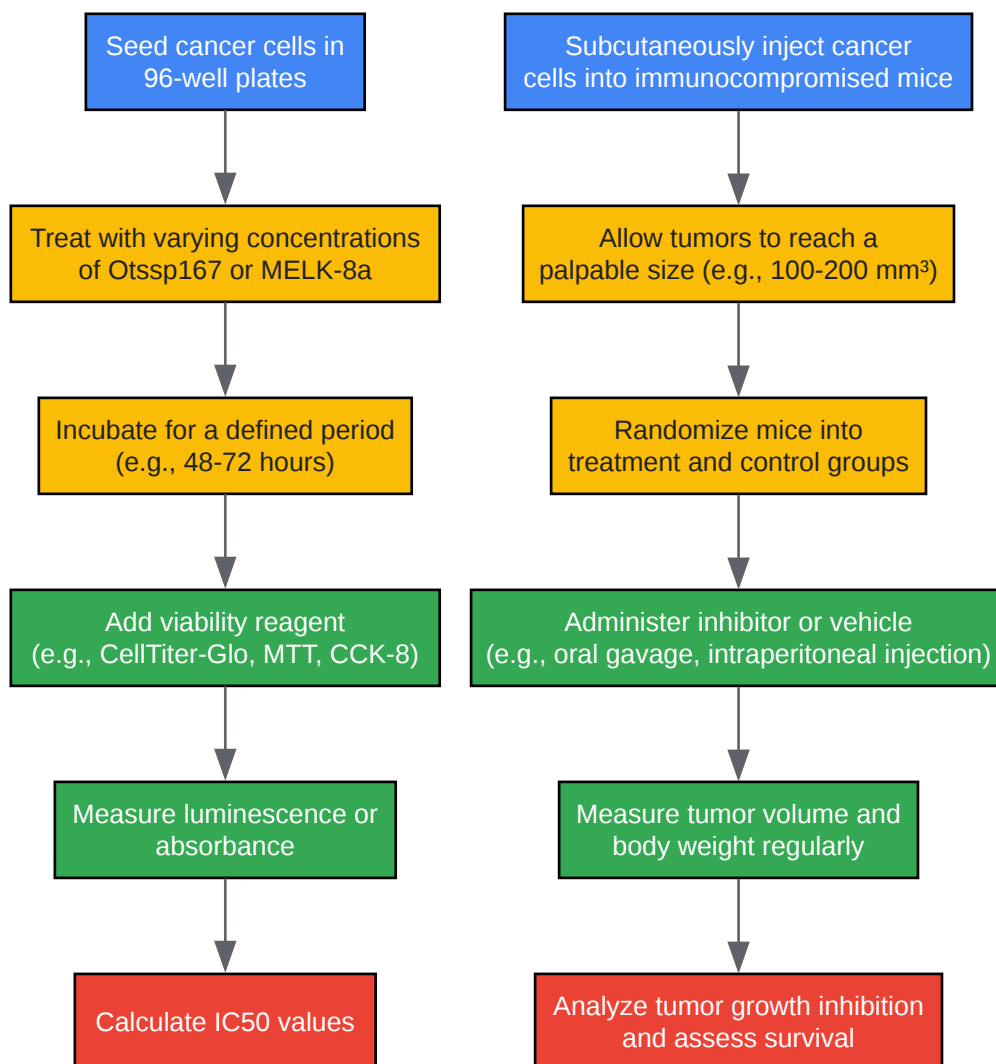 Seed cancer cells in
96-well plates
Treat with varying concentrations
of Otssp167 or MELK-8a
Incubate for a defined period
(e.g., 48-72 hours)
Add viability reagent
(e.g., CellTiter-Glo, MTT, CCK-8)
Measure luminescence or
absorbance
Calculate IC50 values
Subcutaneously inject cancer
cells into immunocompromised mice
Allow tumors to reach a
palpable size (e.g., 100-200 mm³)
Randomize mice into
treatment and control groups
Administer inhibitor or vehicle
(e.g., oral gavage, intraperitoneal injection)
Measure tumor volume and
body weight regularly
Analyze tumor growth inhibition
and assess survival